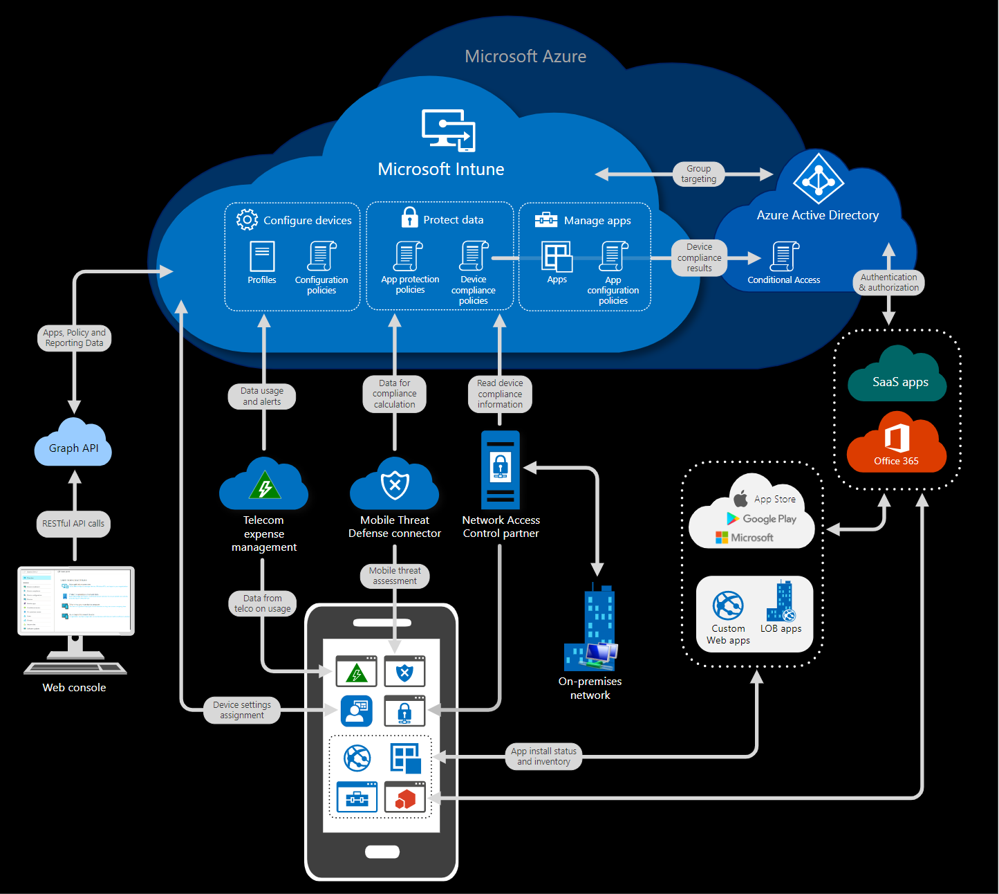 Microsoft Azure
Microsoft Intune
Group
targeting
Azure Active Directory
Configure devices
Protect data
Manage apps
Profiles
Configuration
policies
App protection
policies
Device
compliance
policies
Apps
App
configuration
policies
Device
compliance
results
Conditional Access
Authentication
& authorization
Apps, Policy and
Reporting Data
Data usage
and alerts
Data for
compliance
calculation
Read device
compliance
information
SaaS apps
Office 365
Graph API
RESTful API calls
Telecom
expense
management
Mobile Threat
Defense connector
Network Access
Control partner
App Store
Google Play
Microsoft
Mobile threat
assessment
Data from
telco on usage
Custom
Web apps
LOB apps
Web console
On-premises
network
Device settings
assignment
App install status
and inventory